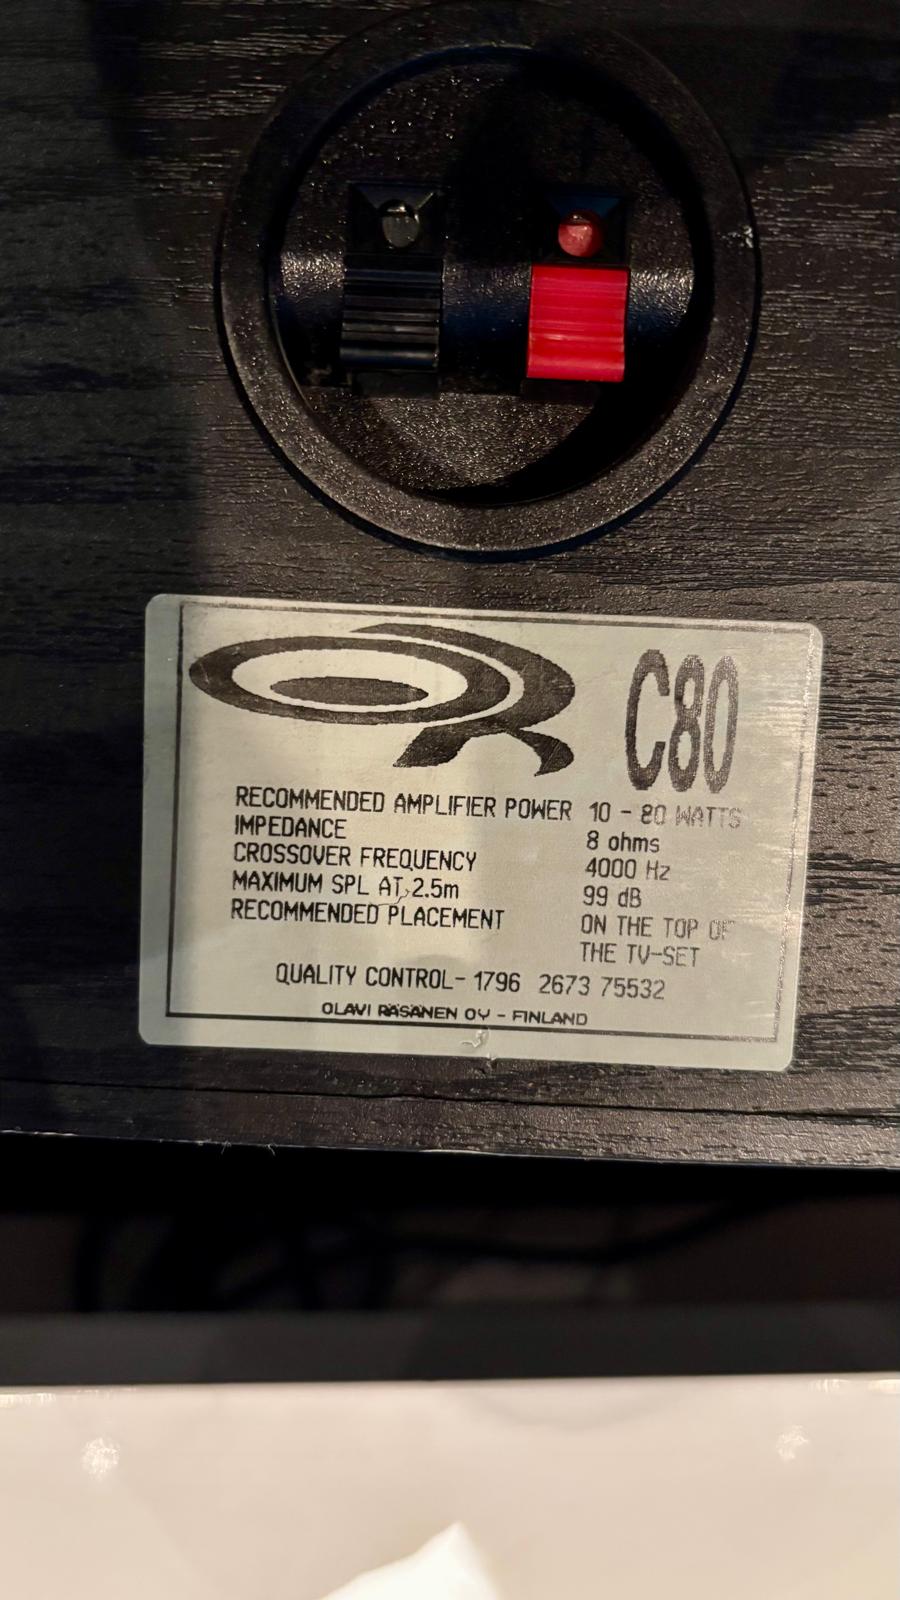 OR C80
RECOMMENDED AMPLIFIER POWER 10 - 80 WATTS
IMPEDANCE 8 ohms
CROSSOVER FREQUENCY 4000 Hz
MAXIMUM SPL AT 2.5m 99 dB
RECOMMENDED PLACEMENT ON THE TOP OF
THE TV-SET
QUALITY CONTROL- 1796 2673 75532
OLAVI RÄSÄNEN OY - FINLAND